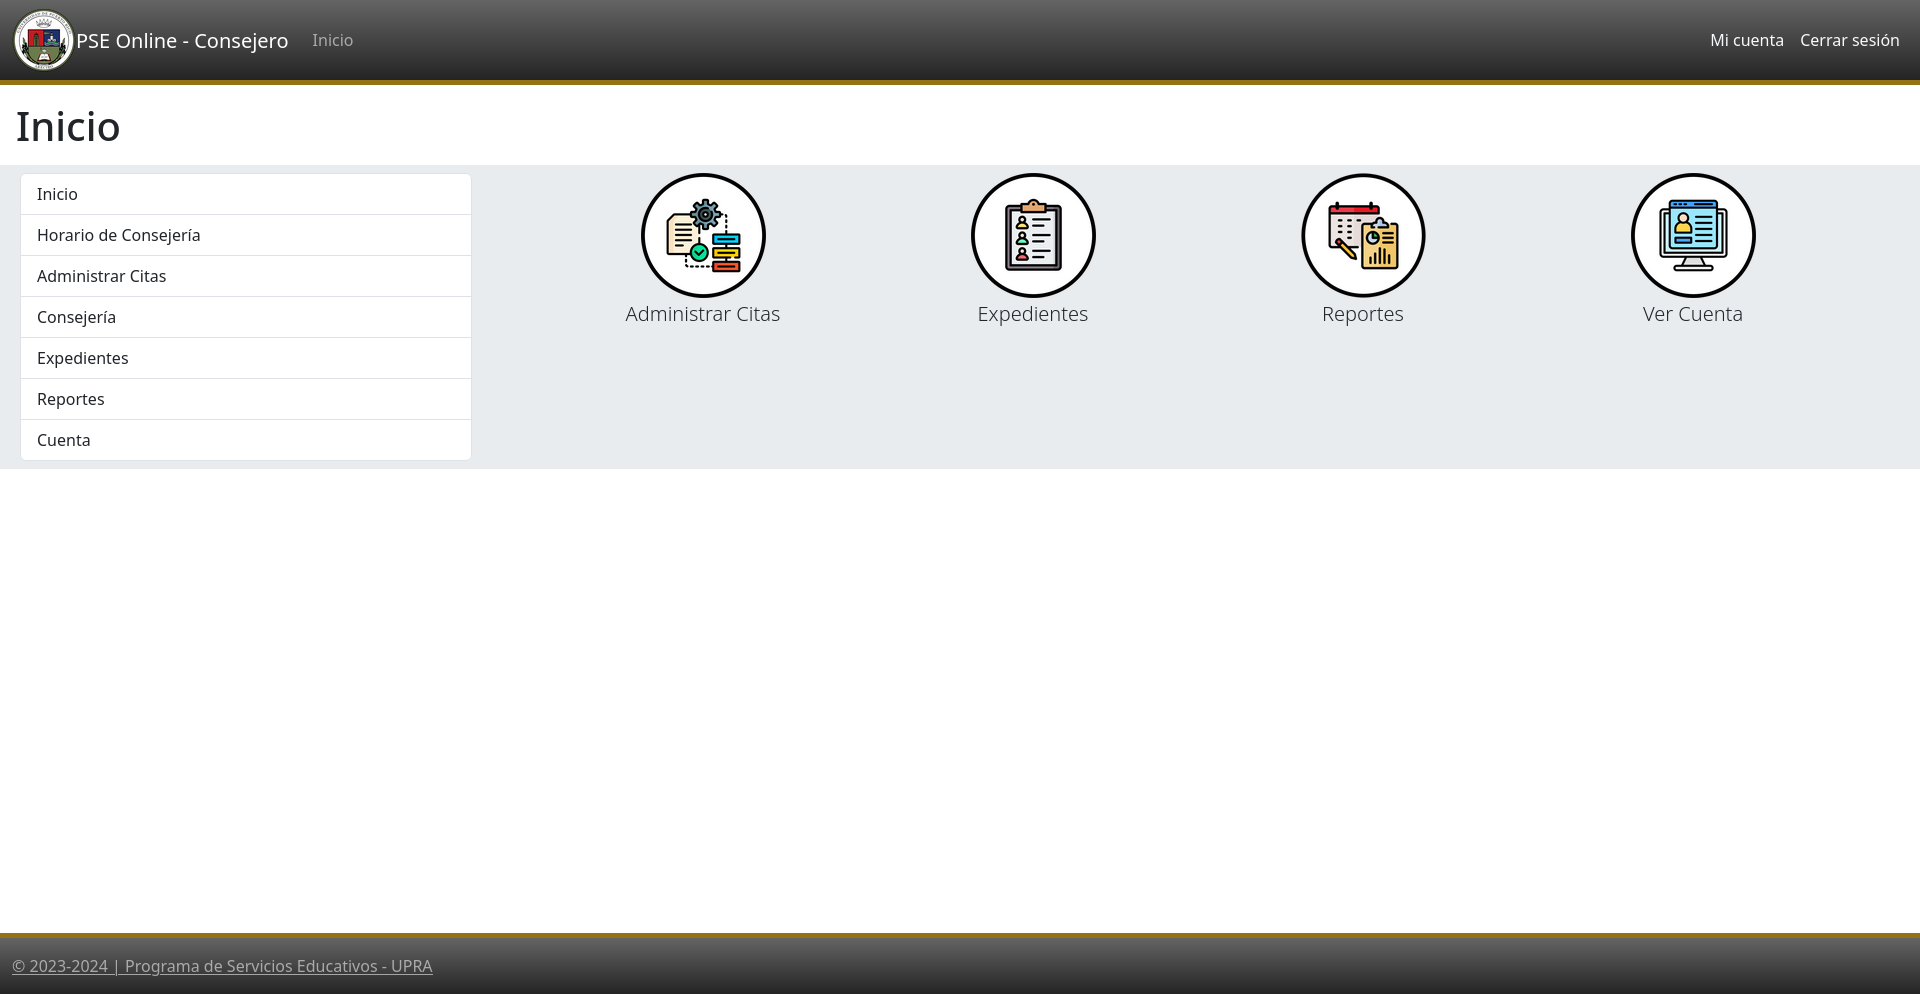 PSE Online - Consejero
Inicio
Mi cuenta
Cerrar sesión
Inicio
Inicio
Horario de Consejería
Administrar Citas
Consejería
Expedientes
Reportes
Cuenta
Administrar Citas
Expedientes
Reportes
Ver Cuenta
© 2023-2024 | Programa de Servicios Educativos - UPRA